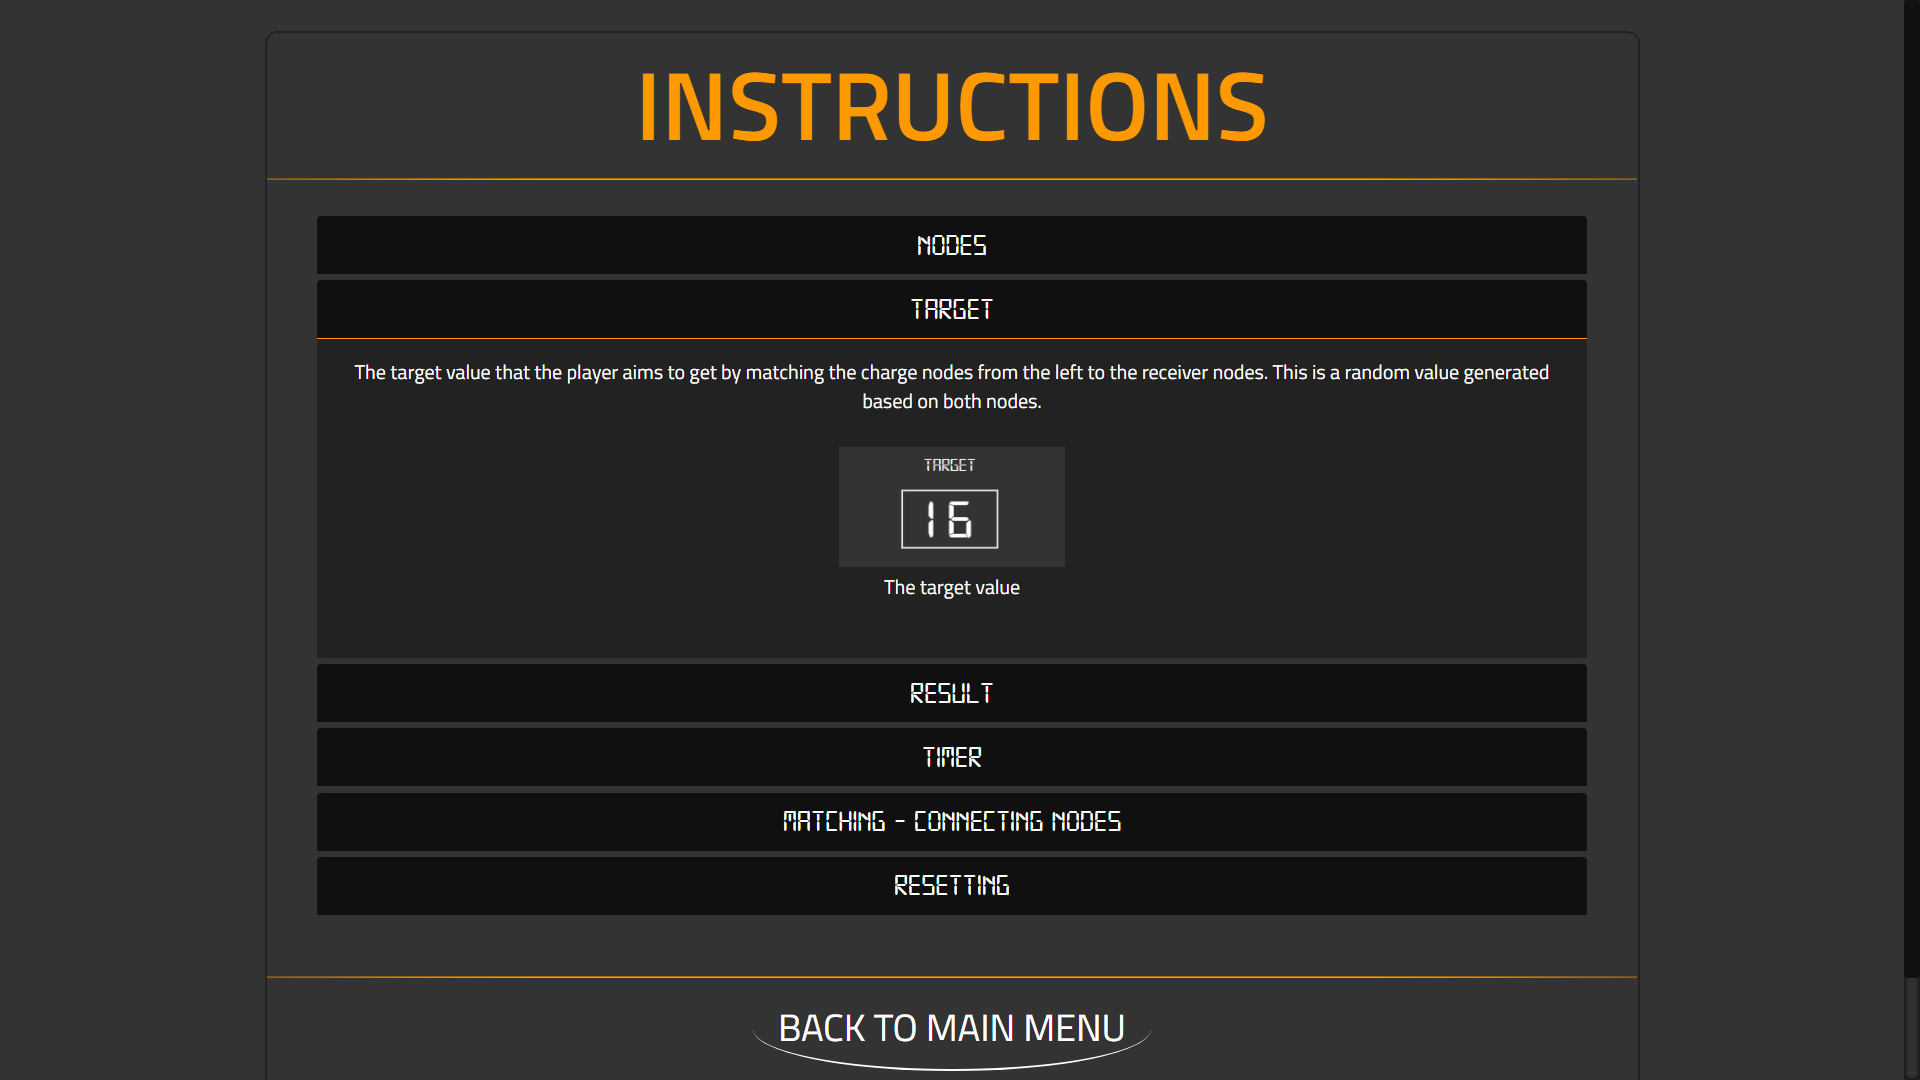 INSTRUCTIONS
NODES
TARGET
The target value that the player aims to get by matching the charge nodes from the left to the receiver nodes. This is a random value generated
based on both nodes.
TARGET
16
The target value
RESULT
TIMER
MATCHING - CONNECTING NODES
RESETTING
BACK TO MAIN MENU